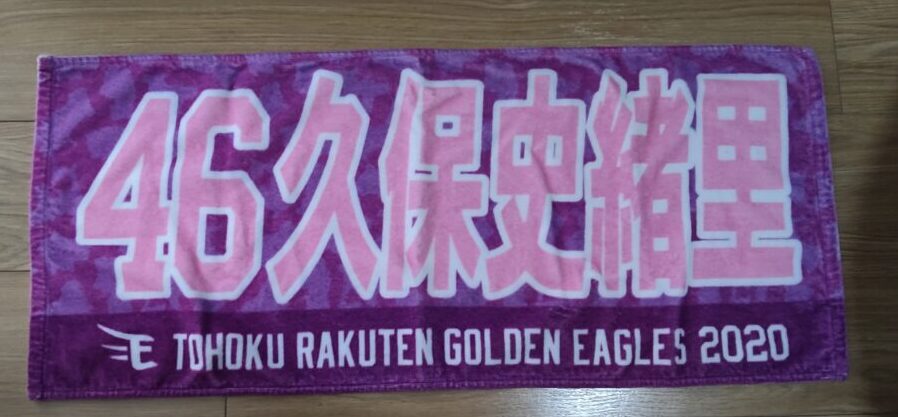 46久保史緒里
E TOHOKU RAKUTEN GOLDEN EAGLES 2020